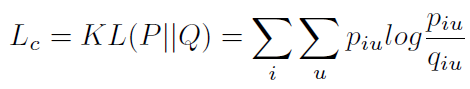 L_c = KL(P||Q) = \sum_i \sum_u p_{iu} log \frac{p_{iu}}{q_{iu}}